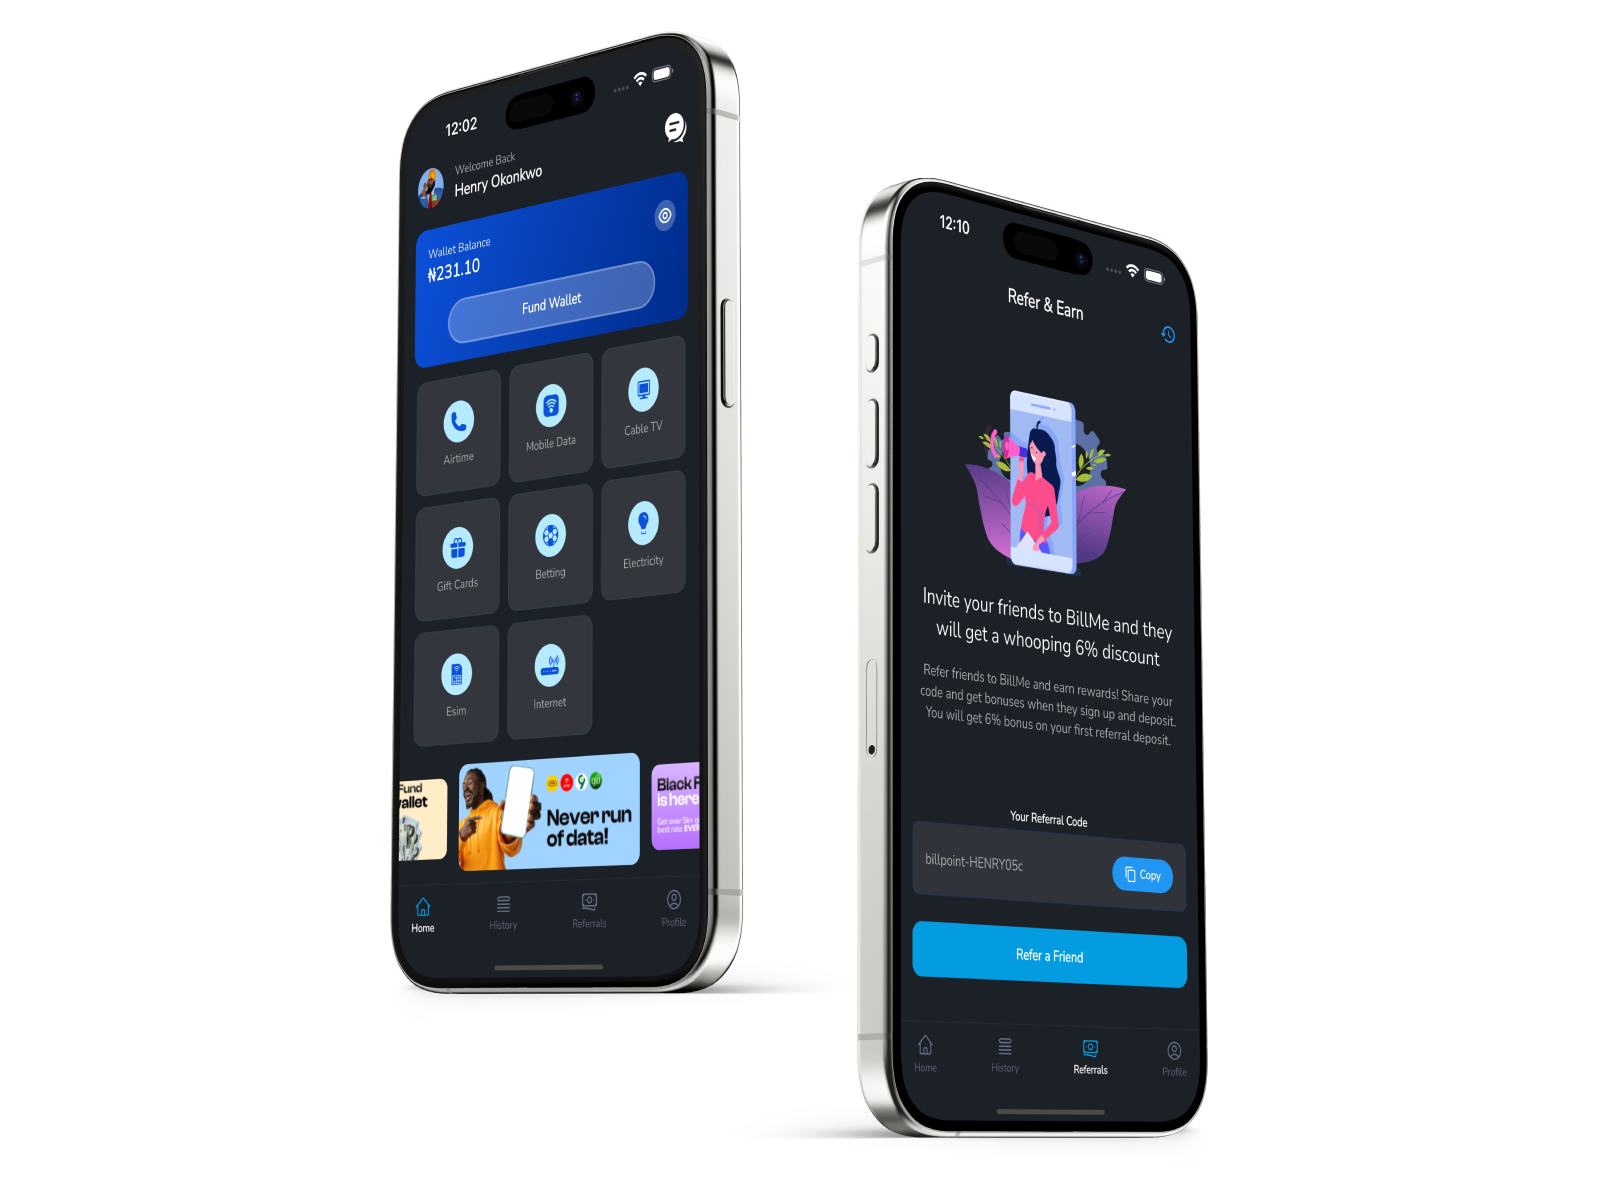 12:02
Welcome Back
Henry Okonkwo
Wallet Balance
₦231.10
Fund Wallet
Airtime
Mobile Data
Cable TV
Gift Cards
Betting
Electricity
Esim
Internet
Fund
allet
Never run
of data!
Black F
is here
Get over 5k+ g
best rate EVER
Home
History
Referrals
Profile
12:10
Refer & Earn
Invite your friends to BillMe and they
will get a whooping 6% discount
Refer friends to BillMe and earn rewards! Share your
code and get bonuses when they sign up and deposit.
You will get 6% bonus on your first referral deposit.
Your Referral Code
billpoint-HENRY05c
Copy
Refer a Friend
Home
History
Referrals
Profile